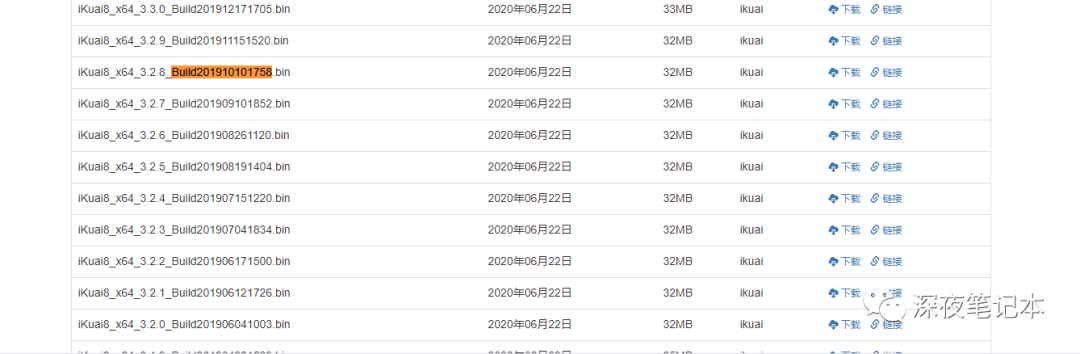 iKuai8_x64_3.3.0_Build201912171705.bin 2020年06月22日 33MB ikuai 下载 链接
iKuai8_x64_3.2.9_Build201911151520.bin 2020年06月22日 32MB ikuai 下载 链接
iKuai8_x64_3.2.8_Build201910101758.bin 2020年06月22日 32MB ikuai 下载 链接
iKuai8_x64_3.2.7_Build201909101852.bin 2020年06月22日 32MB ikuai 下载 链接
iKuai8_x64_3.2.6_Build201908261120.bin 2020年06月22日 32MB ikuai 下载 链接
iKuai8_x64_3.2.5_Build201908191404.bin 2020年06月22日 32MB ikuai 下载 链接
iKuai8_x64_3.2.4_Build201907151220.bin 2020年06月22日 32MB ikuai 下载 链接
iKuai8_x64_3.2.3_Build201907041834.bin 2020年06月22日 32MB ikuai 下载 链接
iKuai8_x64_3.2.2_Build201906171500.bin 2020年06月22日 32MB ikuai 下载 链接
iKuai8_x64_3.2.1_Build201906121726.bin 2020年06月22日 32MB ikuai 下载 链接
深夜笔记本
iKuai8_x64_3.2.0_Build201906041003.bin 2020年06月22日 32MB ikuai 下载 链接